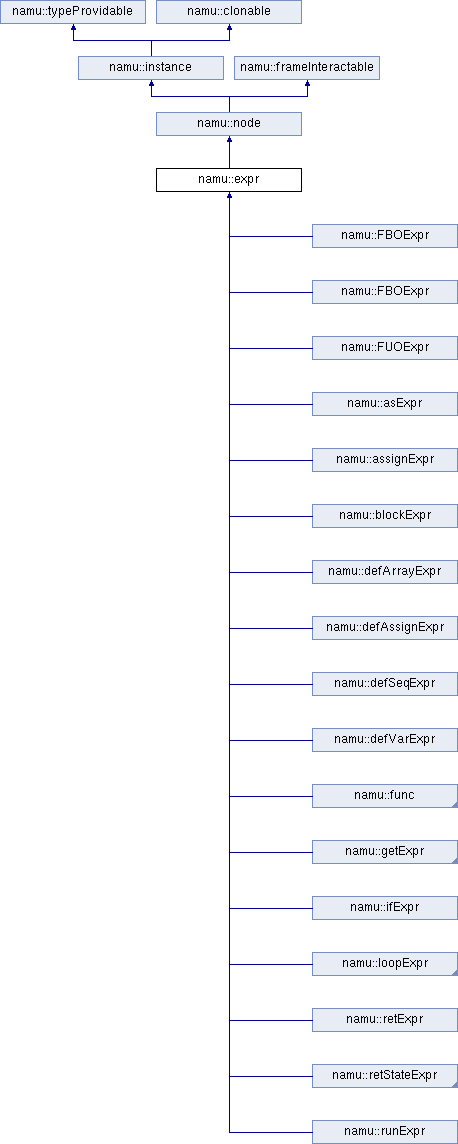 namu::typeProvidable
namu::clonable
namu::instance
namu::frameInteractable
namu::node
namu::expr
namu::FBOExpr
namu::FBOExpr
namu::FUOExpr
namu::asExpr
namu::assignExpr
namu::blockExpr
namu::defArrayExpr
namu::defAssignExpr
namu::defSeqExpr
namu::defVarExpr
namu::func
namu::getExpr
namu::ifExpr
namu::loopExpr
namu::retExpr
namu::retStateExpr
namu::runExpr